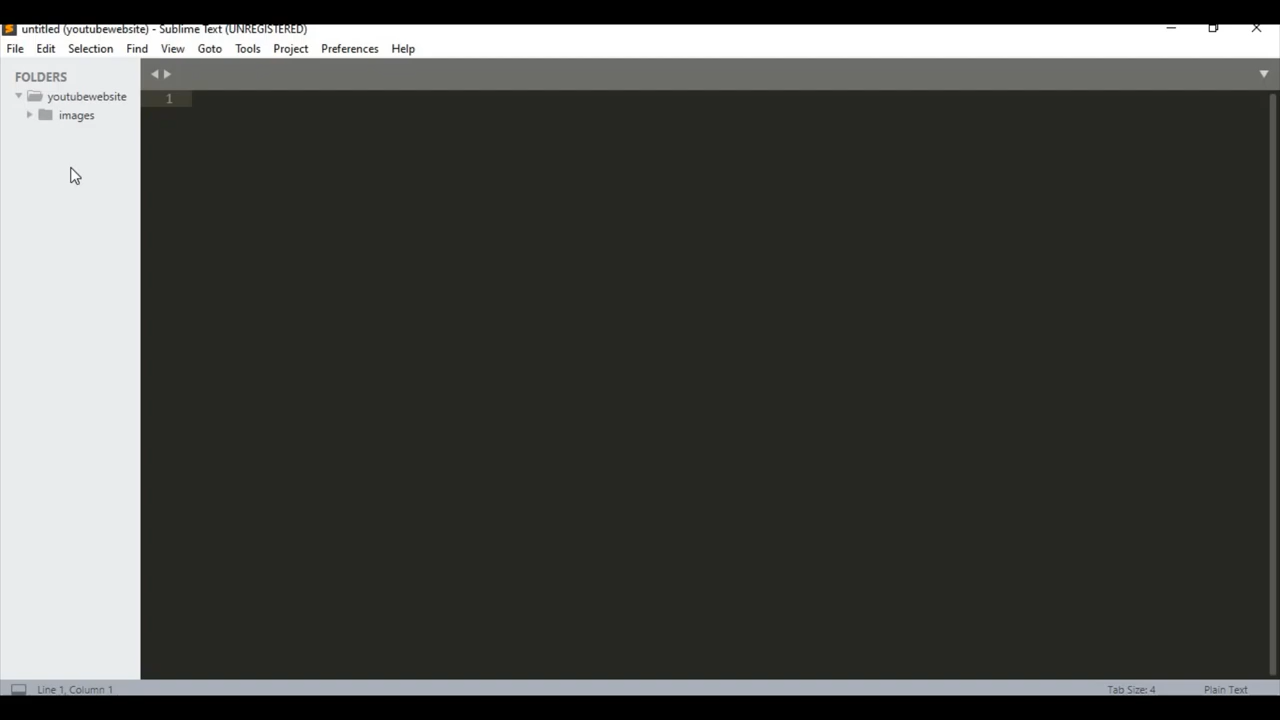 untitled (youtubewebsite) - Sublime Text (UNREGISTERED)
File Edit Selection Find View Goto Tools Project Preferences Help
FOLDERS
youtubewebsite
images
1
Line 1, Column 1
Tab Size: 4
Plain Text